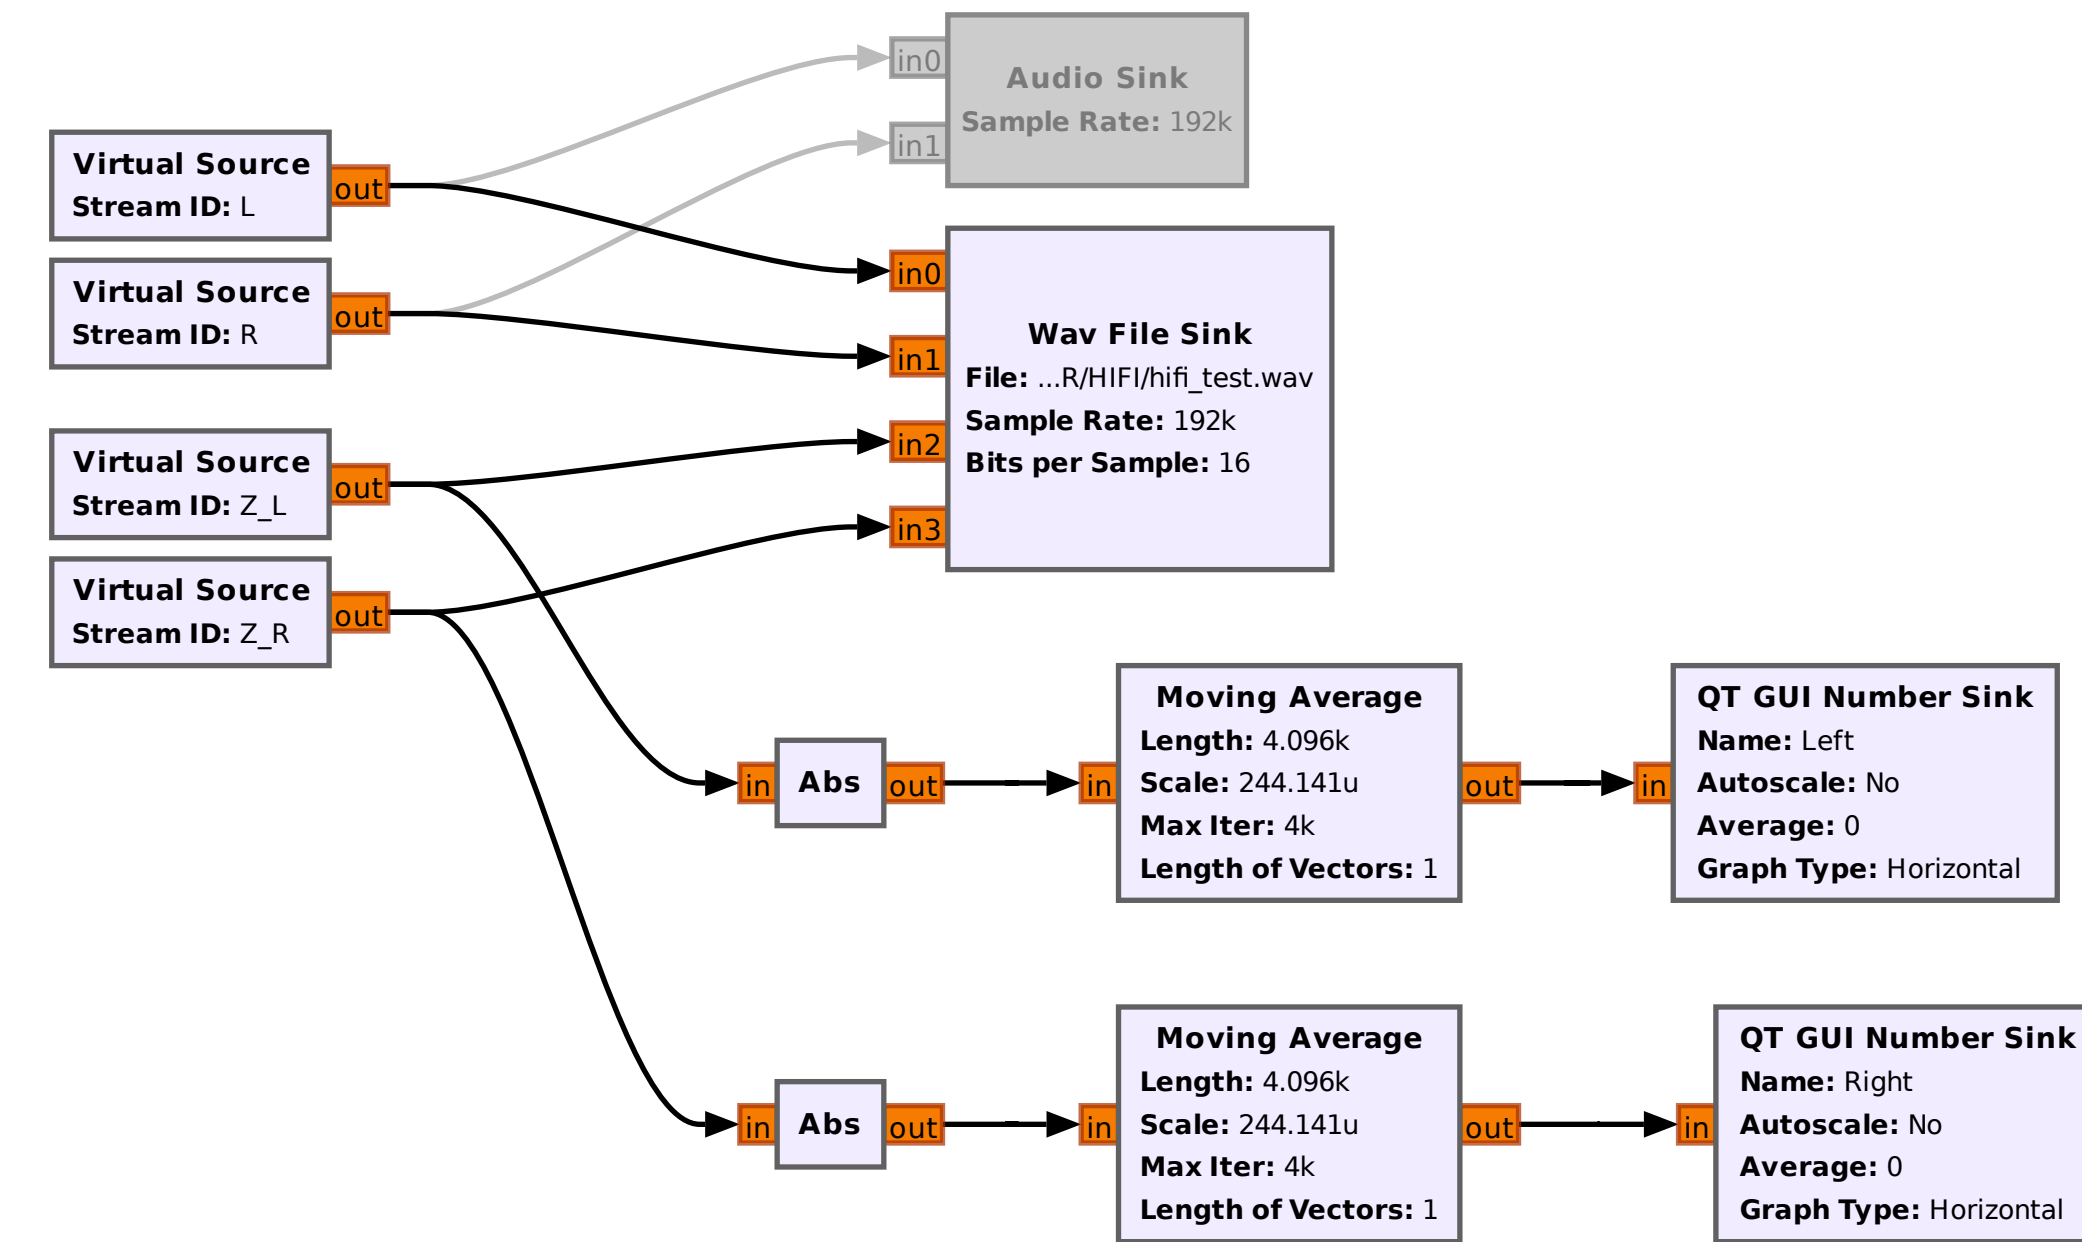 in0
Audio Sink
Sample Rate: 192k
in1
Virtual Source
Stream ID: L
out
Virtual Source
Stream ID: R
out
in0
in1
in2
in3
Wav File Sink
File: ...R/HIFI/hifi_test.wav
Sample Rate: 192k
Bits per Sample: 16
Virtual Source
Stream ID: Z_L
out
Virtual Source
Stream ID: Z_R
out
in
Abs
out
in
Moving Average
Length: 4.096k
Scale: 244.141u
Max Iter: 4k
Length of Vectors: 1
out
in
QT GUI Number Sink
Name: Left
Autoscale: No
Average: 0
Graph Type: Horizontal
in
Abs
out
in
Moving Average
Length: 4.096k
Scale: 244.141u
Max Iter: 4k
Length of Vectors: 1
out
in
QT GUI Number Sink
Name: Right
Autoscale: No
Average: 0
Graph Type: Horizontal